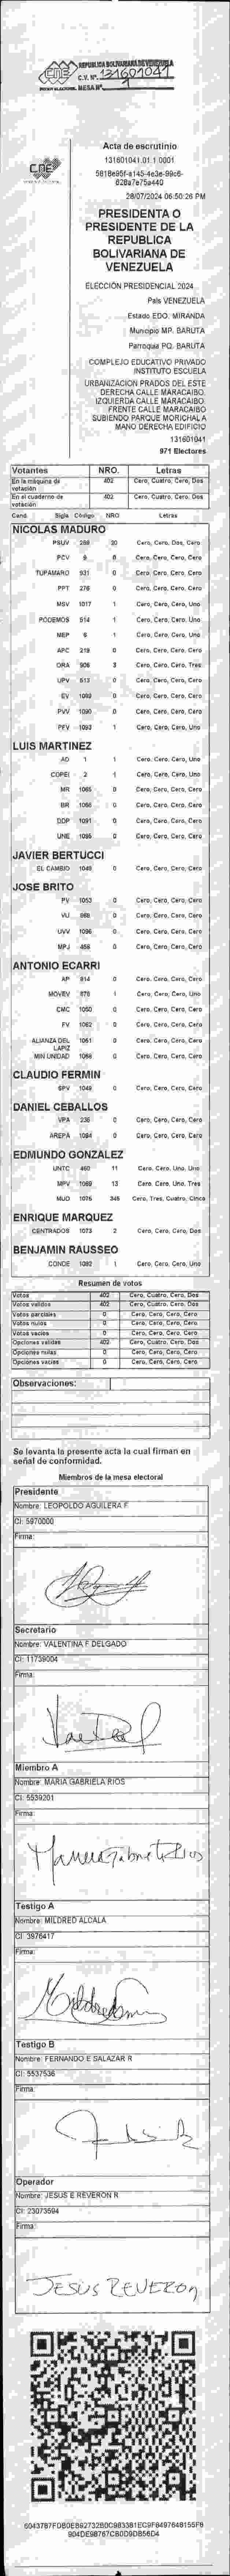 CNE
REPUBLICA BOLIVARIANA DE VENEZUELA
C.V. Nº. 131601041
PODER ELECTORAL MESA Nº
CNE
Acta de escrutinio
131601041.01.1.0001
28/07/2024 06:50:26 PM
PRESIDENTA O
PRESIDENTE DE LA
REPUBLICA
BOLIVARIANA DE
VENEZUELA
ELECCIÓN PRESIDENCIAL 2024
País VENEZUELA
Estado EDO. MIRANDA
Municipio MP. BARUTA
Parroquia PQ. BARUTA
COMPLEJO EDUCATIVO PRIVADO
INSTITUTO ESCUELA
URBANIZACIÓN PRADOS DEL ESTE
DERECHA CALLE MARACAIBO.
IZQUIERDA CALLE MARACAIBO
FRENTE CALLE MARACAIBO
SUBIENDO PARQUE MORICHAL A
MANO DERECHA EDIFICIO
131601041
971 Electores
Votantes NRO. Letras
En la máquina de votación 402 Cero, Cuatro, Cero, Dos
En el cuaderno de votación 402 Cero, Cuatro, Cero, Dos
Cand. Sigla Código NRO Letras
NICOLAS MADURO
PSUV 288 20 Cero, Cero, Dos, Cero
PCV 9 0 Cero, Cero, Cero, Cero
TUPAMARO 931 0 Cero, Cero, Cero, Cero
PPT 276 0 Cero, Cero, Cero, Cero
MSV 1017 1 Cero, Cero, Cero, Uno
PODEMOS 514 1 Cero, Cero, Cero, Uno
MEP 6 1 Cero, Cero, Cero, Uno
APC 219 0 Cero, Cero, Cero, Cero
ORA 906 3 Cero, Cero, Cero, Tres
UPV 513 0 Cero, Cero, Cero, Cero
EV 1089 0 Cero, Cero, Cero, Cero
PVV 1090 0 Cero, Cero, Cero, Cero
PFV 1093 1 Cero, Cero, Cero, Uno
LUIS MARTINEZ
AD 1 1 Cero, Cero, Cero, Uno
COPEI 2 1 Cero, Cero, Cero, Uno
MR 1065 0 Cero, Cero, Cero, Cero
BR 1066 0 Cero, Cero, Cero, Cero
DDP 1091 0 Cero, Cero, Cero, Cero
UNE 1095 0 Cero, Cero, Cero, Cero
JAVIER BERTUCCI
EL CAMBIO 1048 0 Cero, Cero, Cero, Cero
JOSE BRITO
PV 1053 0 Cero, Cero, Cero, Cero
VU 868 0 Cero, Cero, Cero, Cero
UVV 1096 0 Cero, Cero, Cero, Cero
MPJ 456 0 Cero, Cero, Cero, Cero
ANTONIO ECARRI
AP 914 0 Cero, Cero, Cero, Cero
MOVEV 870 1 Cero, Cero, Cero, Uno
CMC 1050 0 Cero, Cero, Cero, Cero
FV 1062 0 Cero, Cero, Cero, Cero
ALIANZA DEL LAPIZ 1061 0 Cero, Cero, Cero, Cero
MIN UNIDAD 1068 0 Cero, Cero, Cero, Cero
CLAUDIO FERMIN
SPV 1049 0 Cero, Cero, Cero, Cero
DANIEL CEBALLOS
VPA 236 0 Cero, Cero, Cero, Cero
AREPA 1084 0 Cero, Cero, Cero, Cero
EDMUNDO GONZALEZ
UNTC 460 11 Cero, Cero, Uno, Uno
MPV 1069 13 Cero, Cero, Uno, Tres
MUD 1076 345 Cero, Tres, Cuatro, Cinco
ENRIQUE MARQUEZ
CENTRADOS 1073 2 Cero, Cero, Cero, Dos
BENJAMIN RAUSSEO
CONDE 1082 1 Cero, Cero, Cero, Uno
Resumen de votos
Votos 402 Cero, Cuatro, Cero, Dos
Votos válidos 402 Cero, Cuatro, Cero, Dos
Votos parciales 0 Cero, Cero, Cero, Cero
Votos nulos 0 Cero, Cero, Cero, Cero
Votos vacíos 0 Cero, Cero, Cero, Cero
Opciones válidas 402 Cero, Cuatro, Cero, Dos
Opciones nulas 0 Cero, Cero, Cero, Cero
Opciones vacías 0 Cero, Cero, Cero, Cero
Observaciones:
Se levanta la presente acta la cual firman en
señal de conformidad.
Miembros de la mesa electoral
Presidente
Nombre: LEOPOLDO AGUILERA F
CI: 5970000
Firma:
Secretario
Nombre: VALENTINA F DELGADO
CI: 11739004
Firma:
Miembro A
Nombre: MARIA GABRIELA RIOS
CI: 5539201
Firma:
Maria Gabriela Rios
Testigo A
Nombre: MILDRED ALCALA
CI: 3976417
Firma:
Testigo B
Nombre: FERNANDO E SALAZAR R
CI: 5537536
Firma:
Operador
Nombre: JESUS E REVERON R
CI: 23073594
Firma:
JESUS REVERON